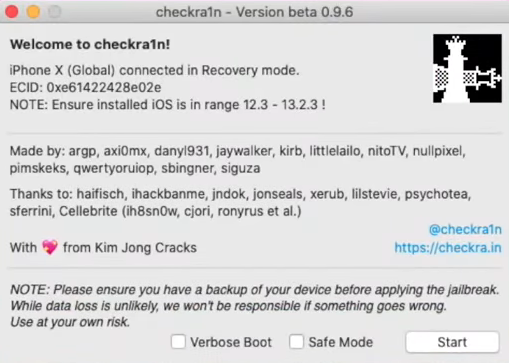 checkra1n - Version beta 0.9.6
Welcome to checkra1n!
iPhone X (Global) connected in Recovery mode.
ECID: 0xe61422428e02e
NOTE: Ensure installed iOS is in range 12.3 - 13.2.3 !
Made by: argp, axi0mx, danyl931, jaywalker, kirb, littlelailo, nitoTV, nullpixel,
pimskeks, qwertyoruiop, sbingner, siguza
Thanks to: haifisch, ihackbanme, jndok, jonseals, xerub, lilstevie, psychotea,
sferrini, Cellebrite (ih8sn0w, cjori, ronyrus et al.)
@checkra1n
With 💖 from Kim Jong Cracks
https://checkra.in
NOTE: Please ensure you have a backup of your device before applying the jailbreak.
While data loss is unlikely, we won't be responsible if something goes wrong.
Use at your own risk.
Verbose Boot
Safe Mode
Start